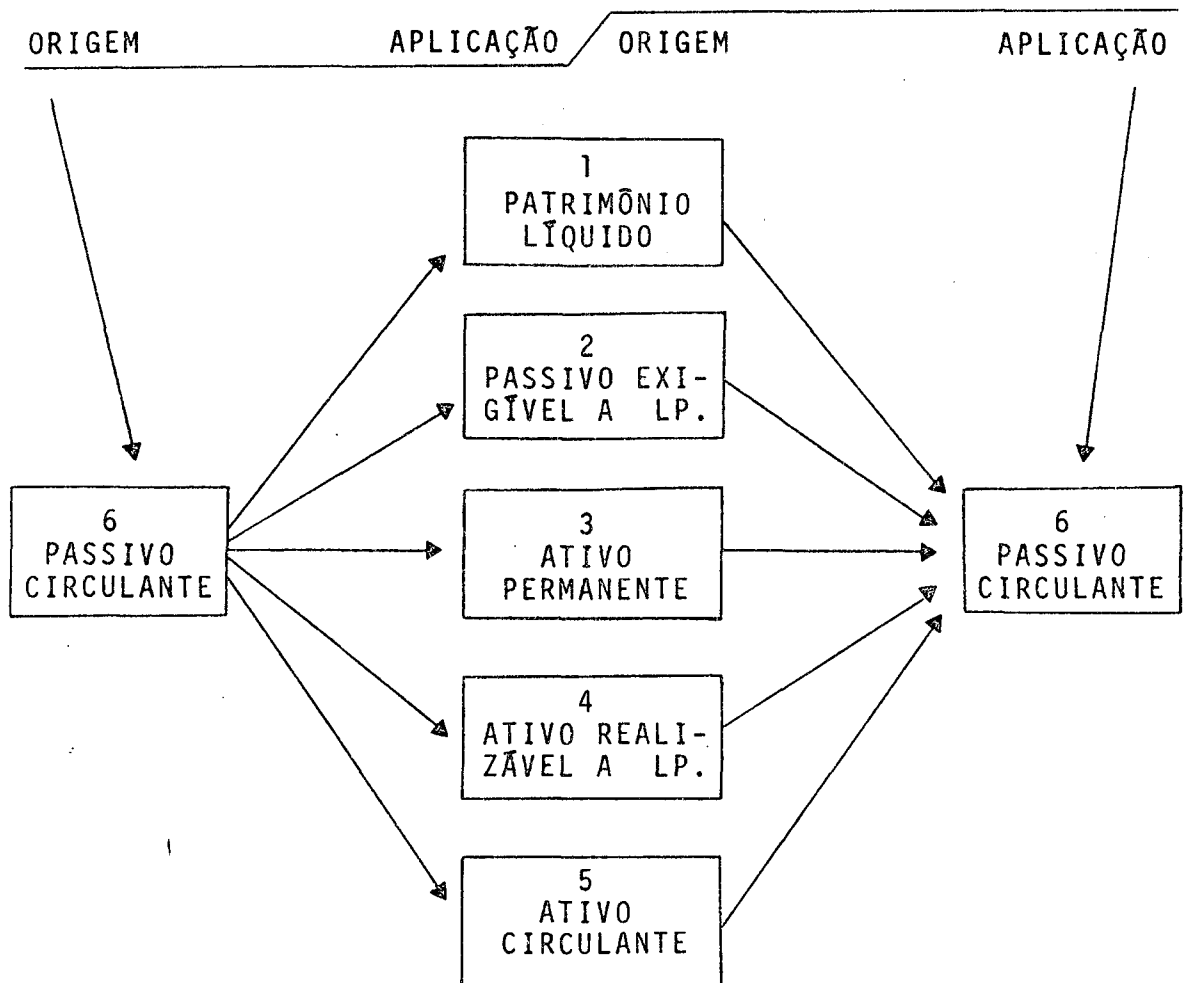 ORIGEM APLICAÇÃO ORIGEM APLICAÇÃO
1
PATRIMÔNIO
LÍQUIDO
2
PASSIVO EXI-
GÍVEL A LP.
6
PASSIVO
CIRCULANTE
3
ATIVO
PERMANENTE
6
PASSIVO
CIRCULANTE
4
ATIVO REALI-
ZÁVEL A LP.
5
ATIVO
CIRCULANTE